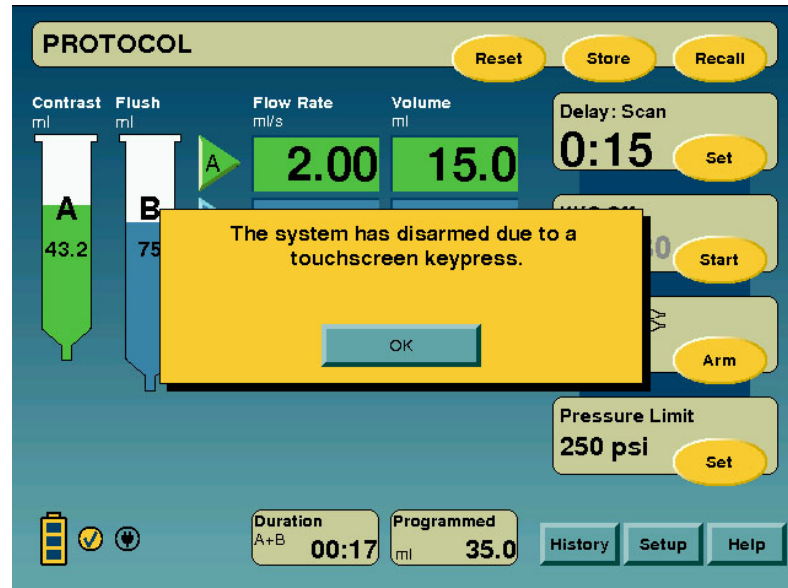 PROTOCOL
Reset
Store
Recall
Contrast
Flush
Flow Rate
Volume
ml
ml
ml/s
ml
Delay: Scan
0:15
Set
A
2.00
15.0
A
B
43.2
75
The system has disarmed due to a
touchscreen keypress.
OK
0
Start
Arm
Pressure Limit
250 psi
Set
Duration
A+B
00:17
Programmed
ml
35.0
History
Setup
Help